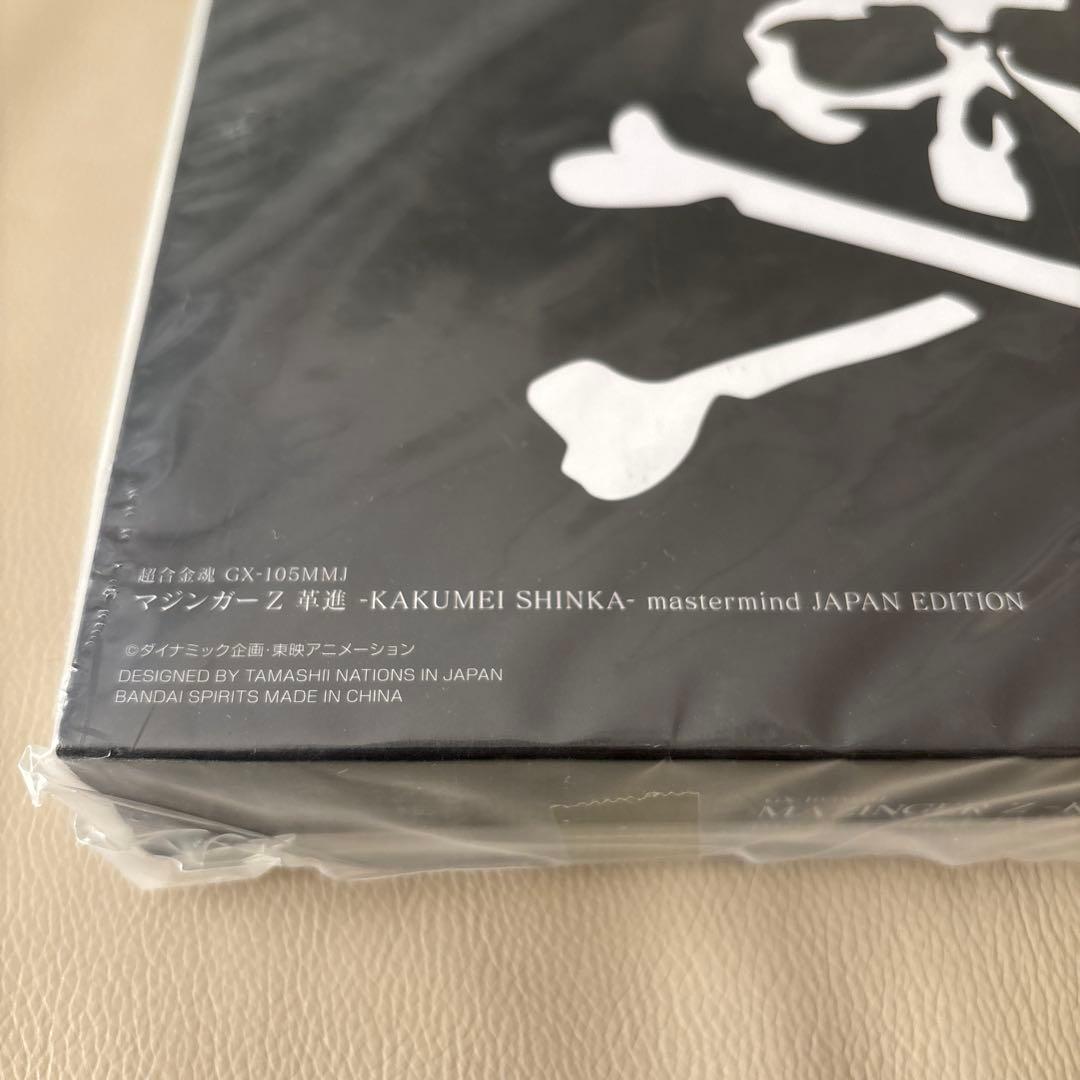 超合金魂 GX-105MMJ
マジンガーZ 革進 -KAKUMEI SHINKA- mastermind JAPAN EDITION
©ダイナミック企画・東映アニメーション
DESIGNED BY TAMASHII NATIONS IN JAPAN
BANDAI SPIRITS MADE IN CHINA
MAZINGER Z